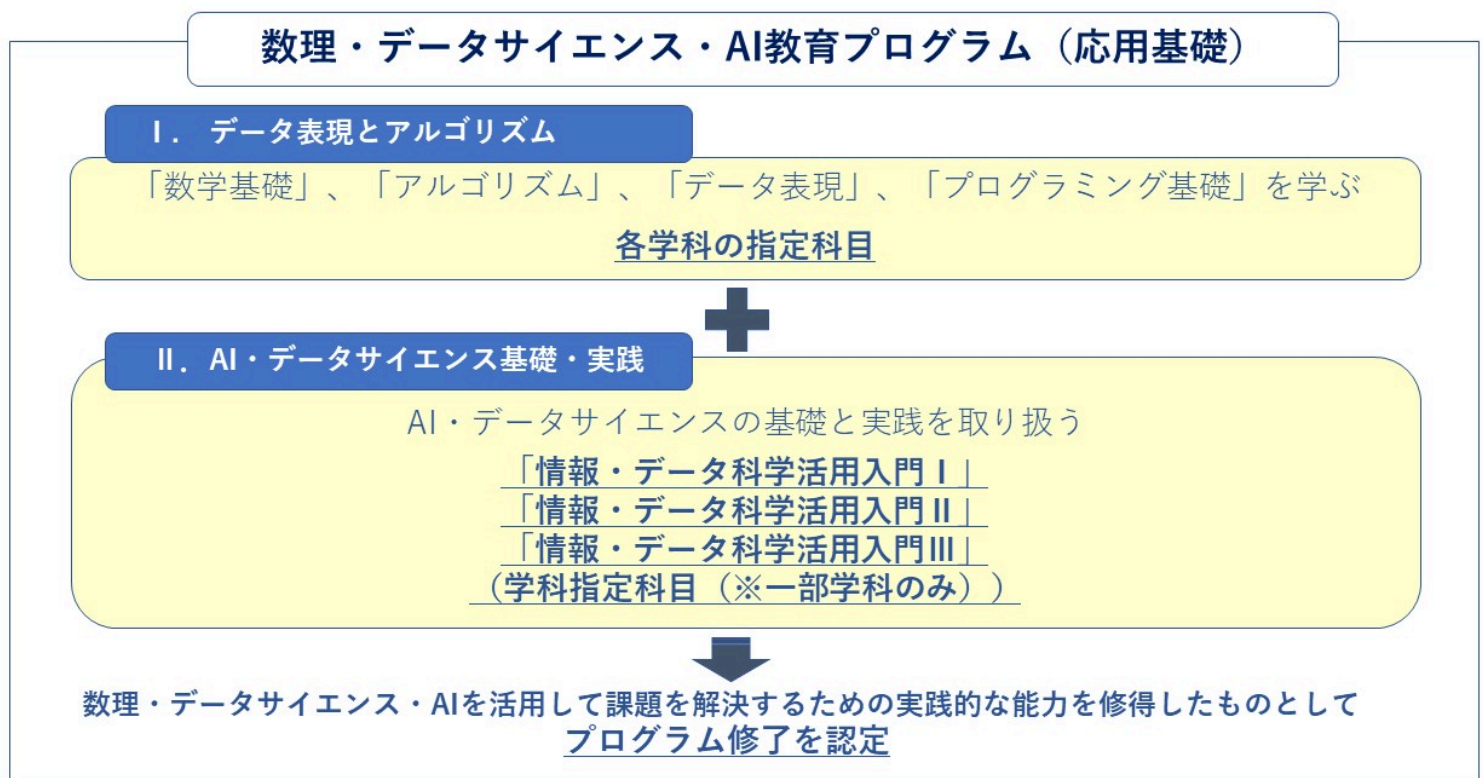 数理・データサイエンス・AI教育プログラム（応用基礎）
Ⅰ． データ表現とアルゴリズム
「数学基礎」、「アルゴリズム」、「データ表現」、「プログラミング基礎」を学ぶ
各学科の指定科目
Ⅱ．AI・データサイエンス基礎・実践
AI・データサイエンスの基礎と実践を取り扱う
「情報・データ科学活用入門Ⅰ」
「情報・データ科学活用入門Ⅱ」
「情報・データ科学活用入門Ⅲ」
（学科指定科目（※一部学科のみ））
数理・データサイエンス・AIを活用して課題を解決するための実践的な能力を修得したものとして
プログラム修了を認定